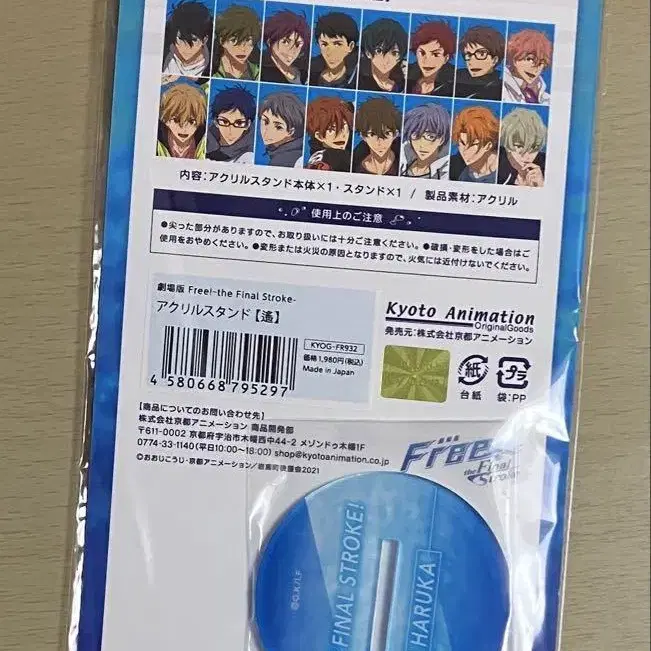 内容:アクリルスタンド本体×1・スタンド×1 / 製品素材:アクリル
使用上のご注意
●尖った部分がありますので、お取り扱いには十分ご注意ください。●破損・変形をした場合はご
使用をおやめください。●変形または火災の原因となりますので、火気には近付けないでください。
劇場版 Free!-the Final Stroke-
アクリルスタンド【遙】
KYOG-FR932
価格1,980円(税込)
Made in Japan
4 580668 795297
Kyoto Animation
OriginalGoods
発売元:株式会社京都アニメーション
紙
台紙
プラ
袋:PP
【商品についてのお問い合わせ先】
株式会社京都アニメーション 商品開発部
〒611-0002 京都府宇治市木幡西中44-2 メゾンドゥ木幡1F
0774-33-1140(平日10:00~18:00) shop@kyotoanimation.co.jp
©おおじこうじ・京都アニメーション/岩鳶町後援会2021
Free!
the Final
Stroke
FINAL STROKE!
HARUKA
©O.K/I.F